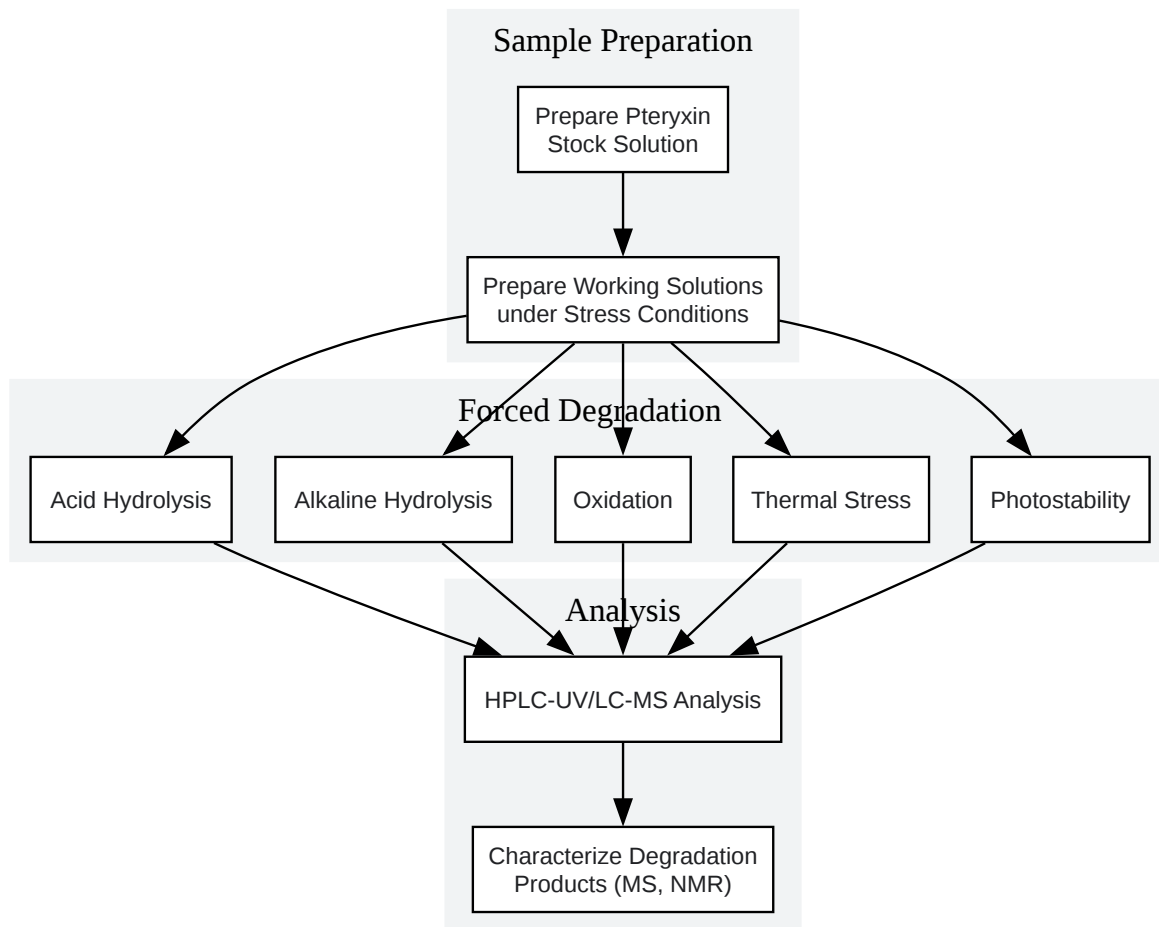 Sample Preparation
Prepare Pteryxin
Stock Solution
Prepare Working Solutions
under Stress Conditions
Forced Degradation
Acid Hydrolysis
Alkaline Hydrolysis
Oxidation
Thermal Stress
Photostability
Analysis
HPLC-UV/LC-MS Analysis
Characterize Degradation
Products (MS, NMR)